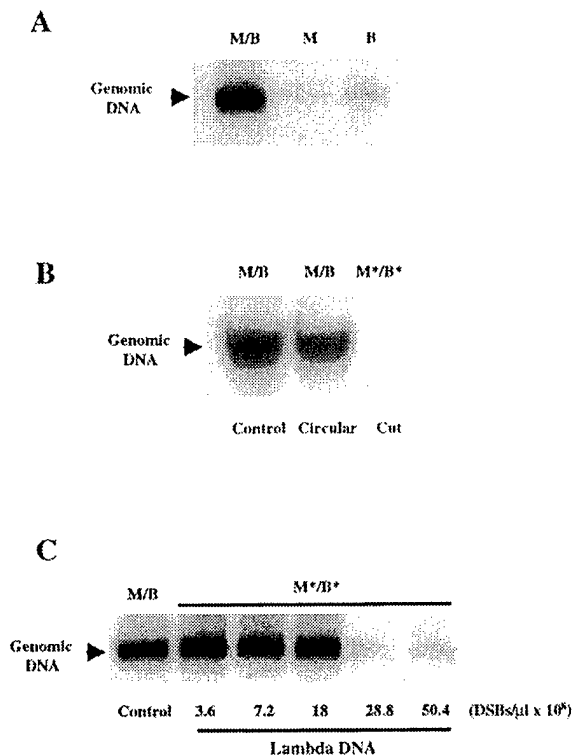 A
M/B M B
Genomic
DNA
B
M/B M/B M*/B*
Genomic
DNA
Control Circular Cut
C
M/B M*/B*
Genomic
DNA
Control 3.6 7.2 18 28.8 50.4 (DSBs/µl x 10⁸)
Lambda DNA